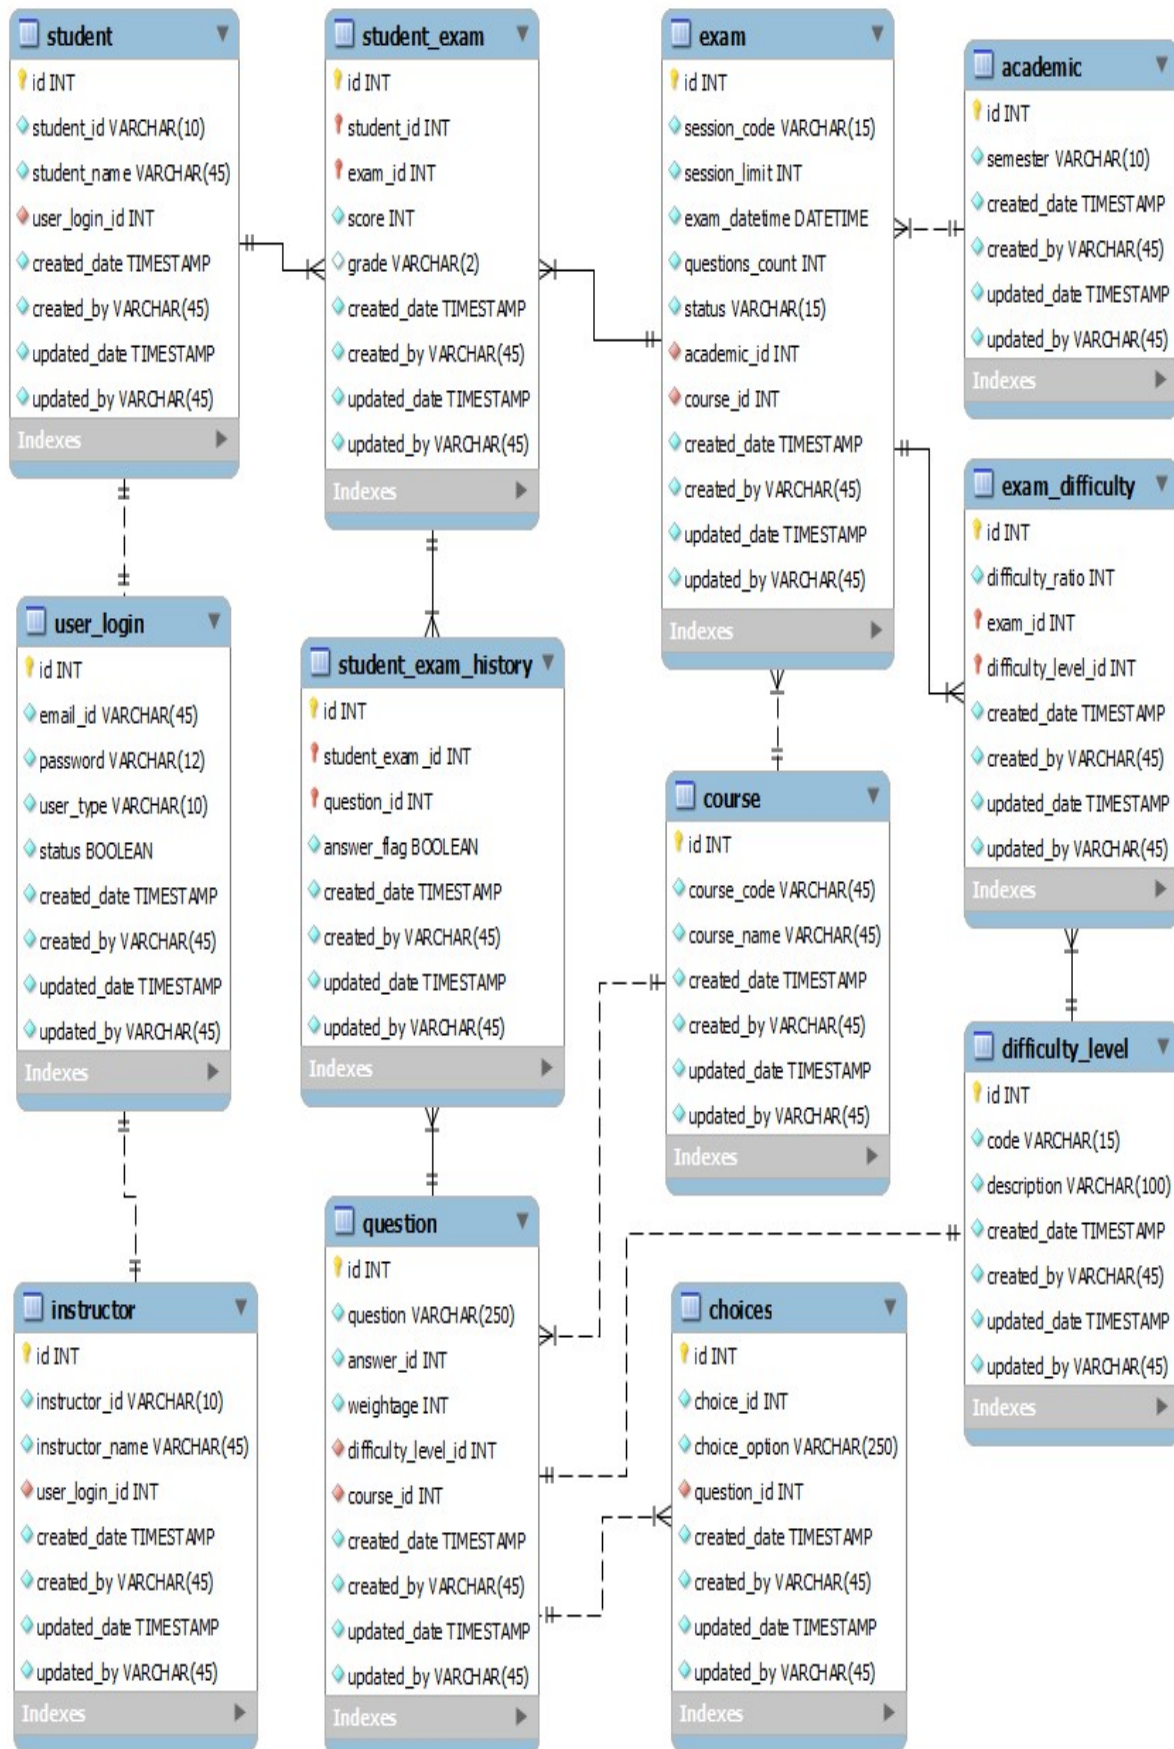 student
id INT
student_id VARCHAR(10)
student_name VARCHAR(45)
user_login_id INT
created_date TIMESTAMP
created_by VARCHAR(45)
updated_date TIMESTAMP
updated_by VARCHAR(45)
Indexes
student_exam
id INT
student_id INT
exam_id INT
score INT
grade VARCHAR(2)
created_date TIMESTAMP
created_by VARCHAR(45)
updated_date TIMESTAMP
updated_by VARCHAR(45)
Indexes
exam
id INT
session_code VARCHAR(15)
session_limit INT
exam_datetime DATETIME
questions_count INT
status VARCHAR(15)
academic_id INT
course_id INT
created_date TIMESTAMP
created_by VARCHAR(45)
updated_date TIMESTAMP
updated_by VARCHAR(45)
Indexes
academic
id INT
semester VARCHAR(10)
created_date TIMESTAMP
created_by VARCHAR(45)
updated_date TIMESTAMP
updated_by VARCHAR(45)
Indexes
user_login
id INT
email_id VARCHAR(45)
password VARCHAR(12)
user_type VARCHAR(10)
status BOOLEAN
created_date TIMESTAMP
created_by VARCHAR(45)
updated_date TIMESTAMP
updated_by VARCHAR(45)
Indexes
student_exam_history
id INT
student_exam_id INT
question_id INT
answer_flag BOOLEAN
created_date TIMESTAMP
created_by VARCHAR(45)
updated_date TIMESTAMP
updated_by VARCHAR(45)
Indexes
course
id INT
course_code VARCHAR(45)
course_name VARCHAR(45)
created_date TIMESTAMP
created_by VARCHAR(45)
updated_date TIMESTAMP
updated_by VARCHAR(45)
Indexes
exam_difficulty
id INT
difficulty_ratio INT
exam_id INT
difficulty_level_id INT
created_date TIMESTAMP
created_by VARCHAR(45)
updated_date TIMESTAMP
updated_by VARCHAR(45)
Indexes
instructor
id INT
instructor_id VARCHAR(10)
instructor_name VARCHAR(45)
user_login_id INT
created_date TIMESTAMP
created_by VARCHAR(45)
updated_date TIMESTAMP
updated_by VARCHAR(45)
Indexes
question
id INT
question VARCHAR(250)
answer_id INT
weightage INT
difficulty_level_id INT
course_id INT
created_date TIMESTAMP
created_by VARCHAR(45)
updated_date TIMESTAMP
updated_by VARCHAR(45)
Indexes
choices
id INT
choice_id INT
choice_option VARCHAR(250)
question_id INT
created_date TIMESTAMP
created_by VARCHAR(45)
updated_date TIMESTAMP
updated_by VARCHAR(45)
Indexes
difficulty_level
id INT
code VARCHAR(15)
description VARCHAR(100)
created_date TIMESTAMP
created_by VARCHAR(45)
updated_date TIMESTAMP
updated_by VARCHAR(45)
Indexes